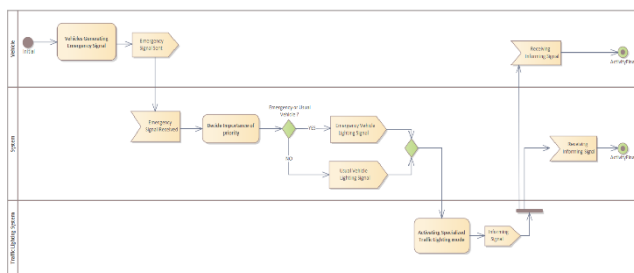 Vehicle
Initial
Vehicles Generating
Emergency Signal
Emergency
Signal Sent
Receiving
Informing Signal
ActivityFinal
System
Emergency
Signal Received
Decide Importance of
priority
Emergency or Usual
Vehicle ?
YES
NO
Emergency Vehicle
Lighting Signal
Usual Vehicle
Lighting Signal
Receiving
Informing Signal
ActivityFinal
Traffic Lighting System
Activating Specialized
Traffic Lighting mode
Informing
Signal